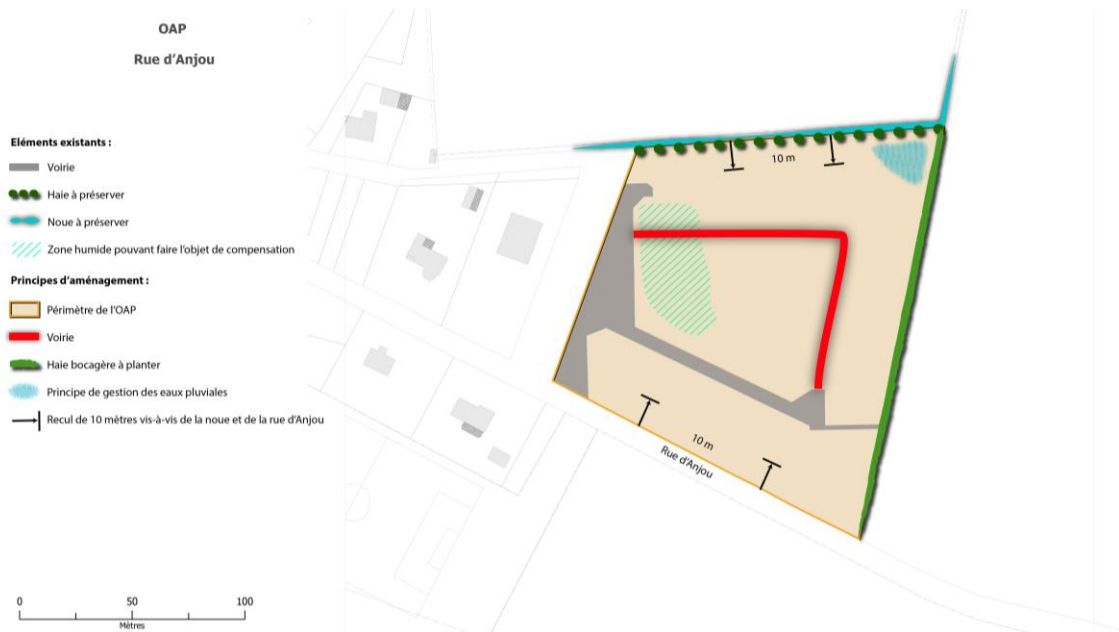 OAP
Rue d'Anjou
Eléments existants :
Voirie
Haie à préserver
Noue à préserver
Zone humide pouvant faire l'objet de compensation
Principes d'aménagement :
Périmètre de l'OAP
Voirie
Haie bocagère à planter
Principe de gestion des eaux pluviales
Recul de 10 mètres vis-à-vis de la noue et de la rue d'Anjou
10 m
10 m
Rue d'Anjou
0 50 100
Mètres